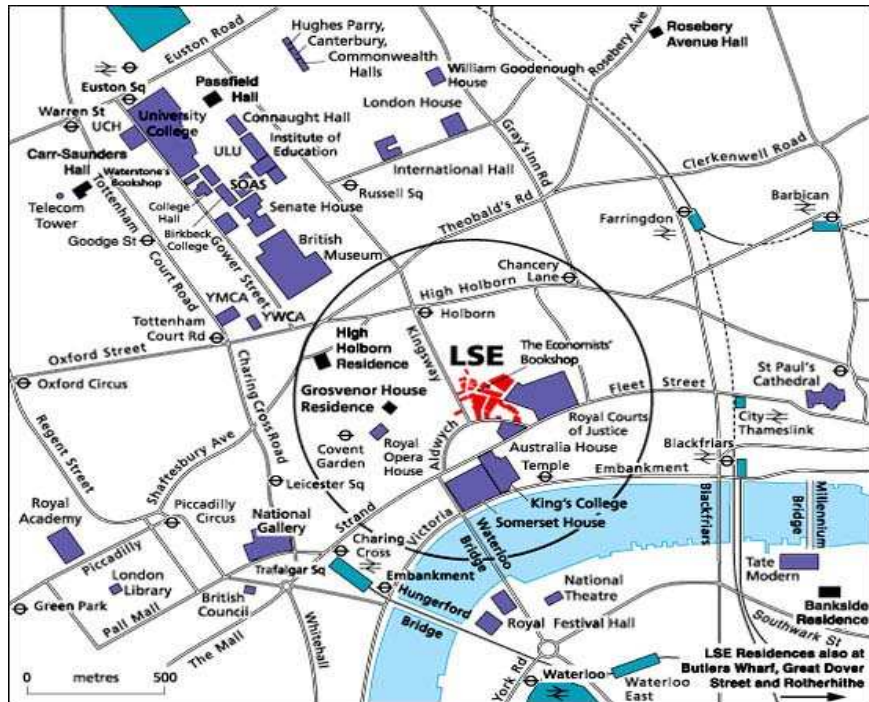 Hughes Parry,
Canterbury,
Commonwealth
Halls
Rosebery
Avenue Hall
Rosebery Ave
Euston Road
Euston Sq
Passfield
Hall
William Goodenough
House
Warren St
UCH
University
College
Connaught Hall
London House
ULU
Institute of
Education
Gray's Inn Rd
Clerkenwell Road
Carr-Saunders
Hall
Waterstone's
Bookshop
SOAS
International Hall
Russell Sq
Barbican
Telecom
Tower
Tottenham
Court Road
College
Hall
Senate House
Theobald's Rd
Farringdon
Birkbeck
College
Goodge St
Gower Street
British
Museum
Chancery
Lane
YMCA
YWCA
High Holborn
Holborn
Tottenham
Court Rd
High
Holborn
Residence
Kingsway
LSE
The Economists'
Bookshop
Oxford Street
Oxford Circus
St Paul's
Cathedral
Grosvenor House
Residence
Fleet Street
Charing Cross Road
Royal Courts
of Justice
City
Thameslink
Regent Street
Shaftesbury Ave
Covent
Garden
Royal
Opera
House
Aldwych
Australia House
Blackfriars
Temple
Embankment
Leicester Sq
King's College
Somerset House
Royal
Academy
Piccadilly
Circus
National
Gallery
Strand
Victoria
Waterloo
Bridge
Blackfriars
Bridge
Millennium
Bridge
Piccadilly
Charing
Cross
Trafalgar Sq
Tate
Modern
London
Library
British
Council
Embankment
Hungerford
Bridge
National
Theatre
Bankside
Residence
Green Park
Pall Mall
The Mall
Whitehall
Royal Festival Hall
Southwark St
York Rd
Waterloo
Waterloo
East
LSE Residences also at
Butlers Wharf, Great Dover
Street and Rotherhithe
0 metres 500